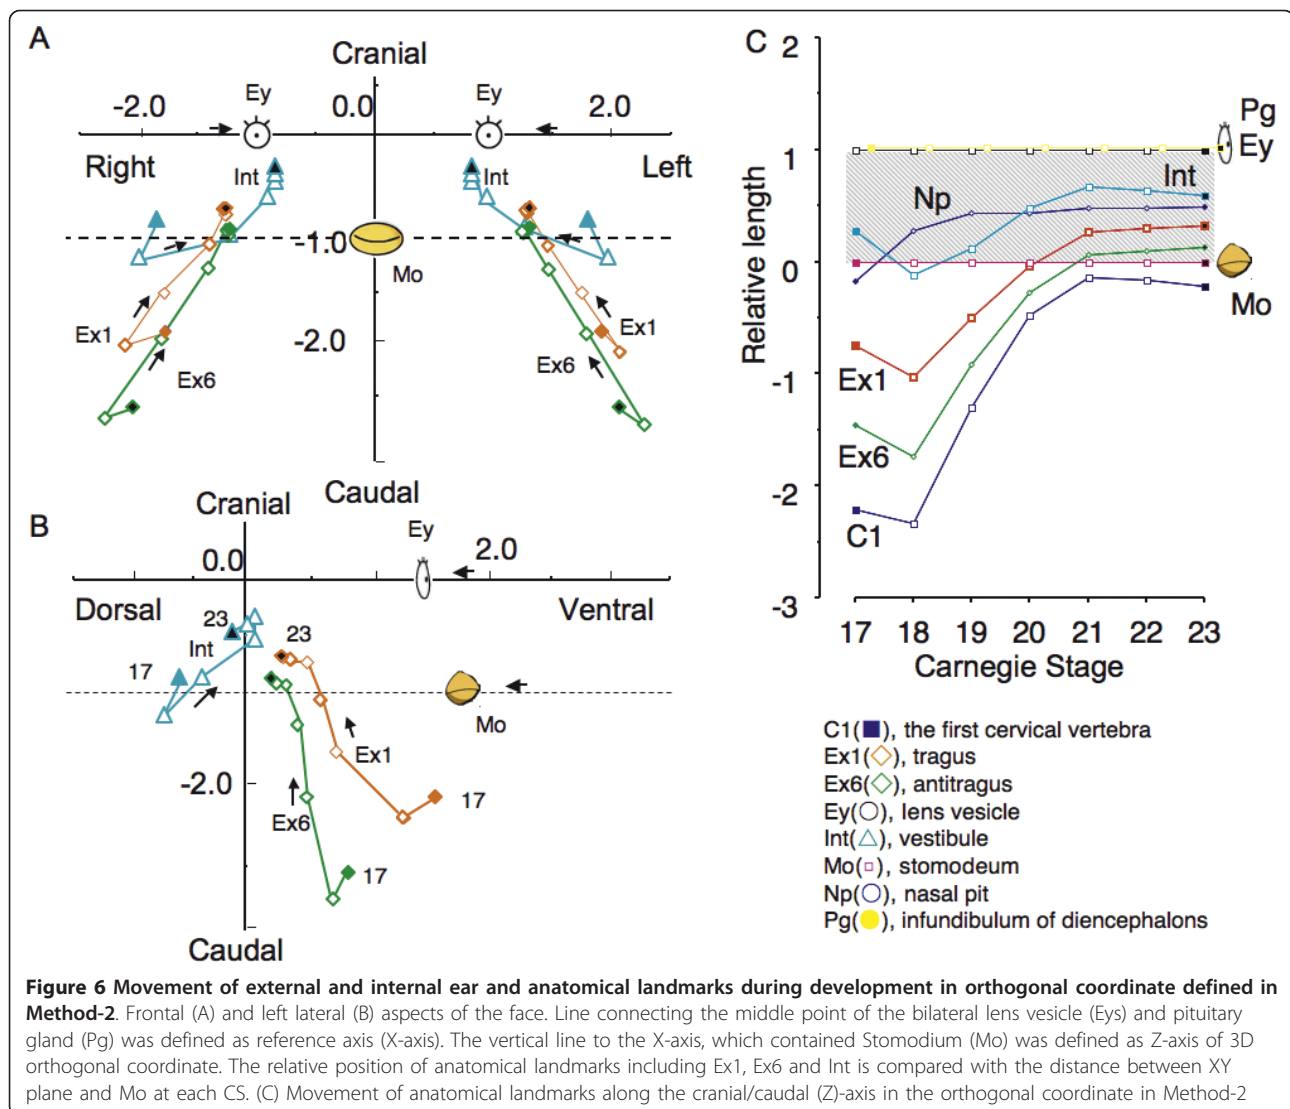 A
Cranial
-2.0
Ey
0.0
Ey
2.0
Right
Int
Int
Left
-1.0
Mo
Ex1
Ex1
-2.0
Ex6
Ex6
Caudal
B
Cranial
Ey
0.0
2.0
Dorsal
Ventral
23
23
Int
17
Mo
Ex1
-2.0
17
Ex6
17
Caudal
C
2
1
0
-1
-2
-3
Relative length
Pg
Ey
Int
Np
Mo
Ex1
Ex6
C1
17 18 19 20 21 22 23
Carnegie Stage
C1(■), the first cervical vertebra
Ex1(◇), tragus
Ex6(◇), antitragus
Ey(○), lens vesicle
Int(△), vestibule
Mo(□), stomodeum
Np(○), nasal pit
Pg(●), infundibulum of diencephalons
Figure 6 Movement of external and internal ear and anatomical landmarks during development in orthogonal coordinate defined in
Method-2. Frontal (A) and left lateral (B) aspects of the face. Line connecting the middle point of the bilateral lens vesicle (Eys) and pituitary
gland (Pg) was defined as reference axis (X-axis). The vertical line to the X-axis, which contained Stomodium (Mo) was defined as Z-axis of 3D
orthogonal coordinate. The relative position of anatomical landmarks including Ex1, Ex6 and Int is compared with the distance between XY
plane and Mo at each CS. (C) Movement of anatomical landmarks along the cranial/caudal (Z)-axis in the orthogonal coordinate in Method-2